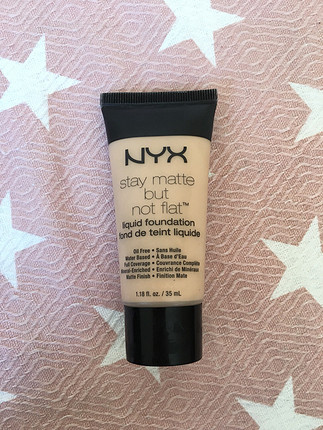 NYX
stay matte
but
not flat™
liquid foundation
fond de teint liquide
Oil Free • Sans Huile
Water Based • À Base d'Eau
Full Coverage • Couvrance Complète
Mineral-Enriched • Enrichi de Minéraux
Matte Finish • Finition Mate
1.18 fl. oz. / 35 mL